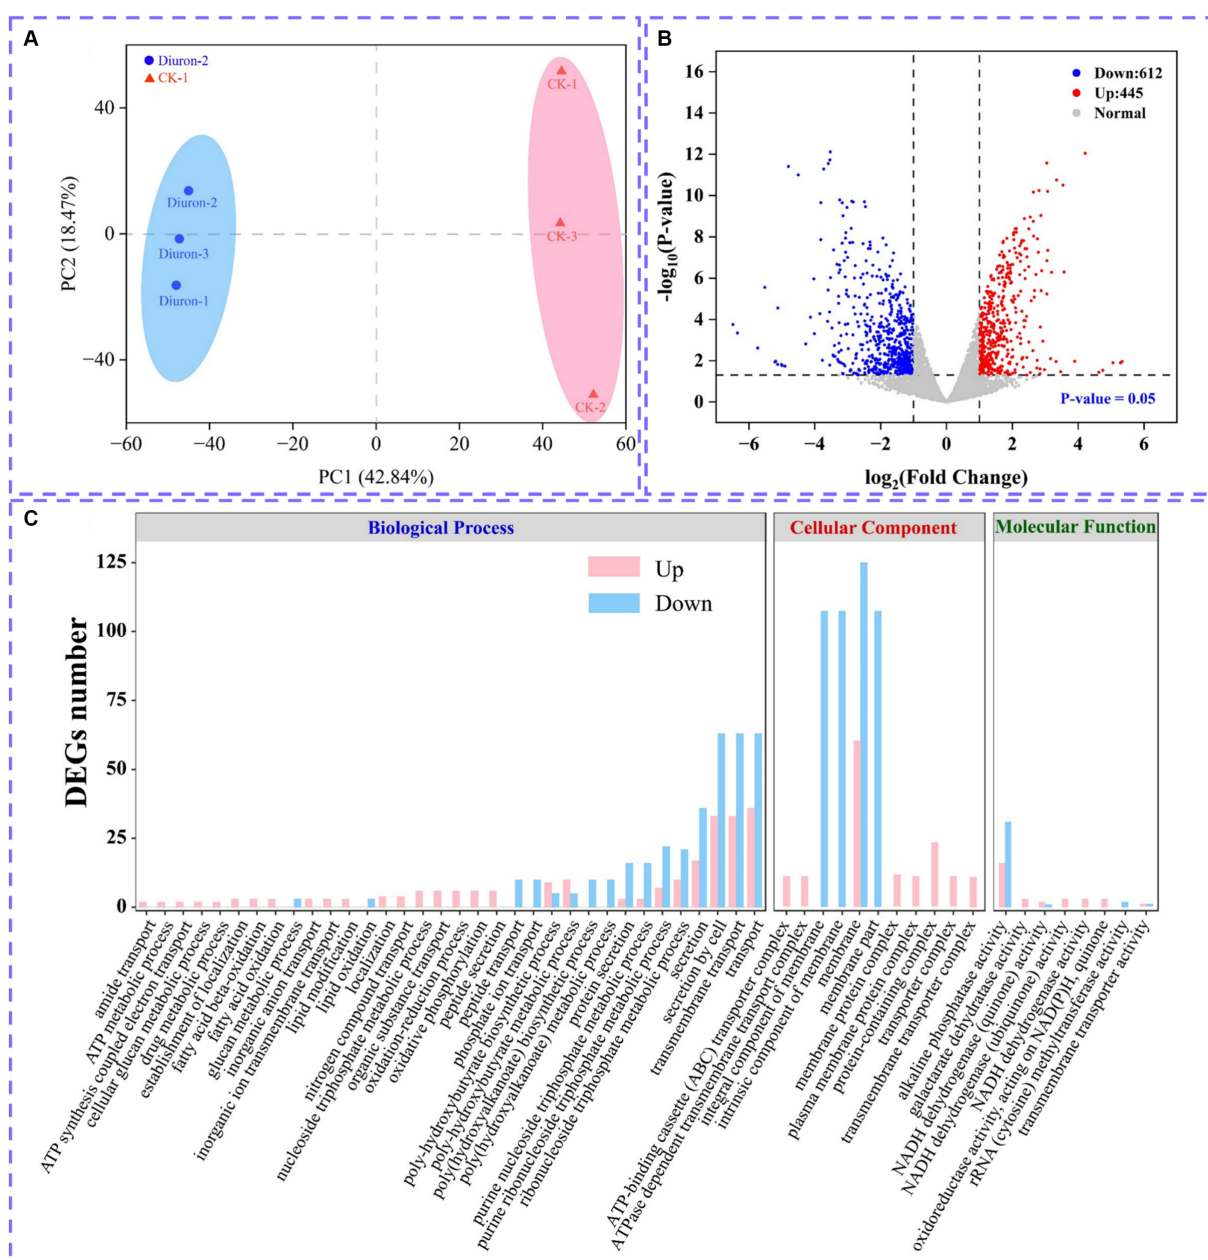 A
Diuron-2
CK-1
PC2 (18.47%)
40
0
−40
CK-1
Diuron-2
CK-3
Diuron-3
Diuron-1
CK-2
−60
−40
−20
0
20
40
60
PC1 (42.84%)
B
-log10(P-value)
16
14
12
10
8
6
4
2
0
Down:612
Up:445
Normal
P-value = 0.05
−6
−4
−2
0
2
4
6
log2(Fold Change)
C
Biological Process
Cellular Component
Molecular Function
DEGs number
125
100
75
50
25
0
Up
Down
amide transport
ATP metabolic process
ATP synthesis coupled electron transport
cellular glucan metabolic process
drug metabolic process
establishment of localization
fatty acid beta-oxidation
fatty acid oxidation
glucan metabolic process
inorganic anion transport
inorganic ion transmembrane transport
lipid modification
lipid oxidation
localization
nitrogen compound transport
nucleoside triphosphate metabolic process
organic substance transport
oxidation-reduction process
oxidative phosphorylation
peptide secretion
peptide transport
phosphate ion transport
poly-hydroxybutyrate biosynthetic process
poly-hydroxybutyrate metabolic process
poly(hydroxyalkanoate) biosynthetic process
poly(hydroxyalkanoate) metabolic process
protein secretion
purine nucleoside triphosphate metabolic process
purine ribonucleoside triphosphate metabolic process
ribonucleoside triphosphate metabolic process
secretion
secretion by cell
transmembrane transport
transport
ATP-binding cassette (ABC) transporter complex
ATPase dependent transmembrane transport complex
integral component of membrane
intrinsic component of membrane
membrane
membrane part
membrane protein complex
plasma membrane protein complex
protein-containing complex
transmembrane transporter complex
transporter complex
alkaline phosphatase activity
galactarate dehydratase activity
NADH dehydrogenase (quinone) activity
NADH dehydrogenase (ubiquinone) activity
NADH dehydrogenase activity
oxidoreductase activity, acting on NAD(P)H, quinone
rRNA (cytosine) methyltransferase activity
transmembrane transporter activity